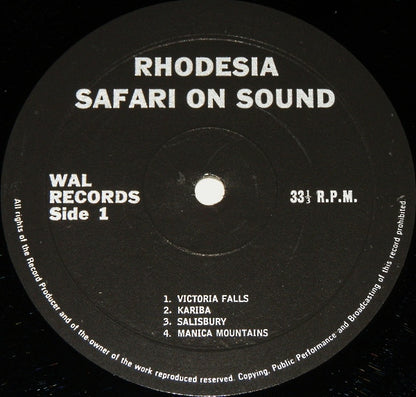 RHODESIA
SAFARI ON SOUND
WAL
RECORDS
Side 1
33⅓ R.P.M.
1. VICTORIA FALLS
2. KARIBA
3. SALISBURY
4. MANICA MOUNTAINS
All rights of the Record Producer and of the owner of the work reproduced reserved. Copying, Public Performance and Broadcasting of this record prohibited